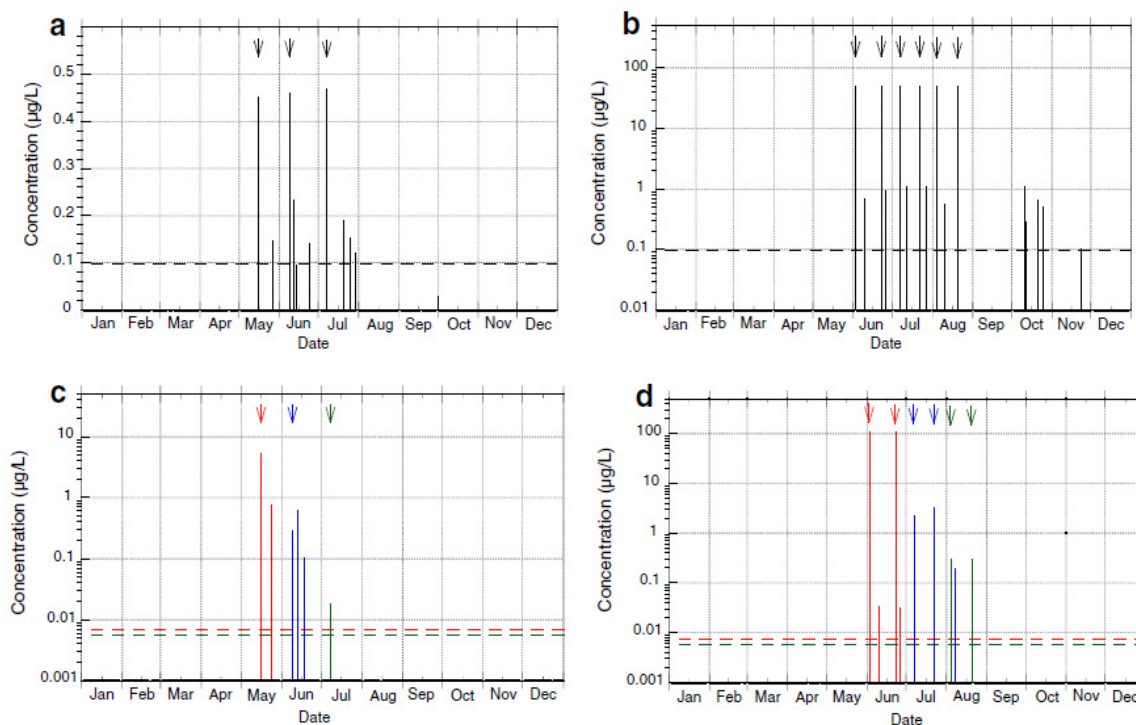 a
Concentration (µg/L)
0.5
0.4
0.3
0.2
0.1
0
Jan Feb Mar Apr May Jun Jul Aug Sep Oct Nov Dec
Date
b
Concentration (µg/L)
100
10
1
0.1
0.01
Jan Feb Mar Apr May Jun Jul Aug Sep Oct Nov Dec
Date
c
Concentration (µg/L)
10
1
0.1
0.01
0.001
Jan Feb Mar Apr May Jun Jul Aug Sep Oct Nov Dec
Date
d
Concentration (µg/L)
100
10
1
0.1
0.01
0.001
Jan Feb Mar Apr May Jun Jul Aug Sep Oct Nov Dec
Date